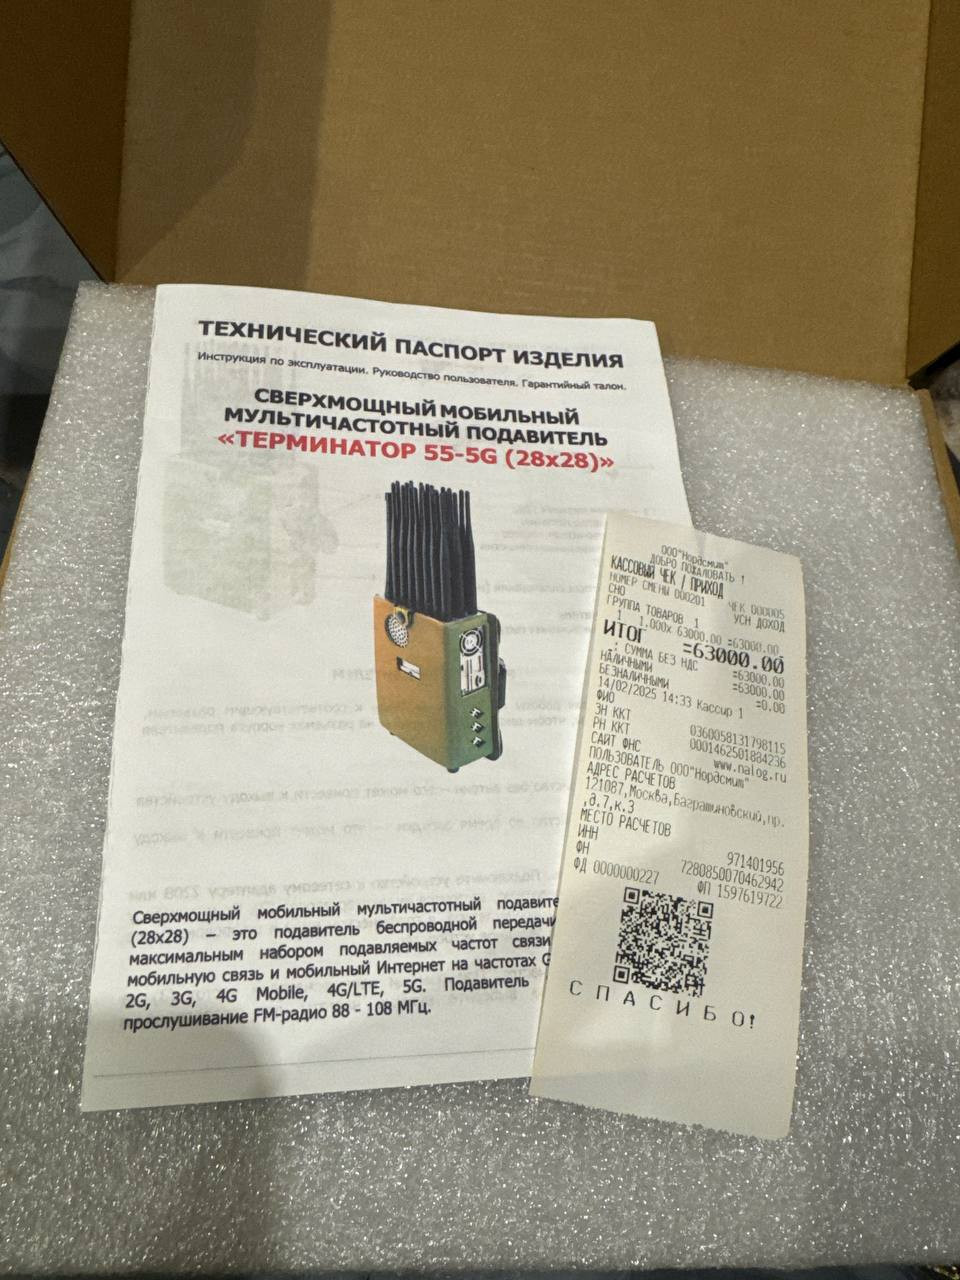 ТЕХНИЧЕСКИЙ ПАСПОРТ ИЗДЕЛИЯ
Инструкция по эксплуатации. Руководство пользователя. Гарантийный талон.
СВЕРХМОЩНЫЙ МОБИЛЬНЫЙ
МУЛЬТИЧАСТОТНЫЙ ПОДАВИТЕЛЬ
«ТЕРМИНАТОР 55-5G (28x28)»
Сверхмощный мобильный мультичастотный подавите
(28x28) – это подавитель беспроводной передачи
максимальным набором подавляемых частот связи
мобильную связь и мобильный Интернет на частотах G
2G, 3G, 4G Mobile, 4G/LTE, 5G. Подавитель
прослушивание FM-радио 88 - 108 МГц.
ООО"Нордсмит"
ДОБРО ПОЖАЛОВАТЬ !
КАССОВЫЙ ЧЕК / ПРИХОД
ЧЕК 000005
НОМЕР СМЕНЫ 000201
СНО УСН ДОХОД
ГРУППА ТОВАРОВ 1
1 1.000x 63000.00 =63000.00
ИТОГ =63000.00
СУММА БЕЗ НДС =63000.00
НАЛИЧНЫМИ =63000.00
БЕЗНАЛИЧНЫМИ =0.00
14/02/2025 14:33 Кассир 1
ФИО
ЗН ККТ 0360058131798115
РН ККТ 0001462501884236
САЙТ ФНС www.nalog.ru
ПОЛЬЗОВАТЕЛЬ ООО"Нордсмит"
АДРЕС РАСЧЕТОВ
121087,Москва,Багратионовский,пр.
,д.7,к.3
МЕСТО РАСЧЕТОВ
ИНН 971401956
ФН 7280850070462942
ФД 0000000227 ФП 1597619722
СПАСИБО!